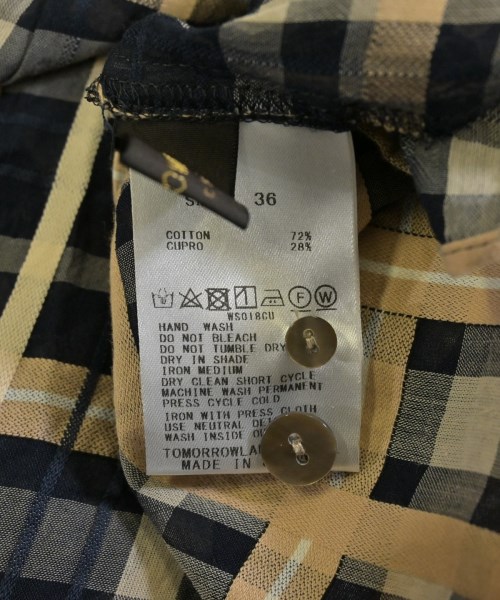 36
COTTON 72%
CUPRO 28%
F W
WS018CU
HAND WASH
DO NOT BLEACH
DO NOT TUMBLE DRY
DRY IN SHADE
IRON MEDIUM
DRY CLEAN SHORT CYCLE
MACHINE WASH PERMANENT
PRESS CYCLE COLD
IRON WITH PRESS CLOTH
USE NEUTRAL
WASH INSIDE
MADE IN